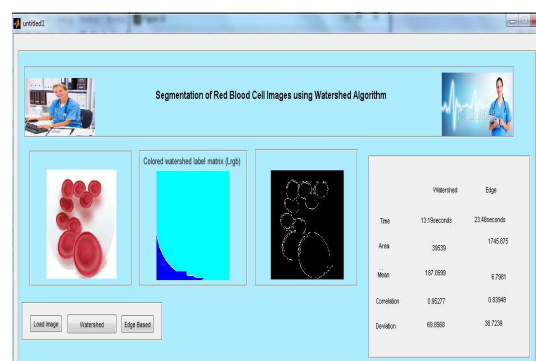 untitled1
Segmentation of Red Blood Cell Images using Watershed Algorithm
Colored watershed label matrix (Lrgb)
Watershed Edge
Time 13.19seconds 23.48seconds
Area 39539 1745.875
Mean 187.0599 6.7981
Correlation 0.95277 0.83948
Deviation 69.8568 38.7239
Load Image Watershed Edge Based